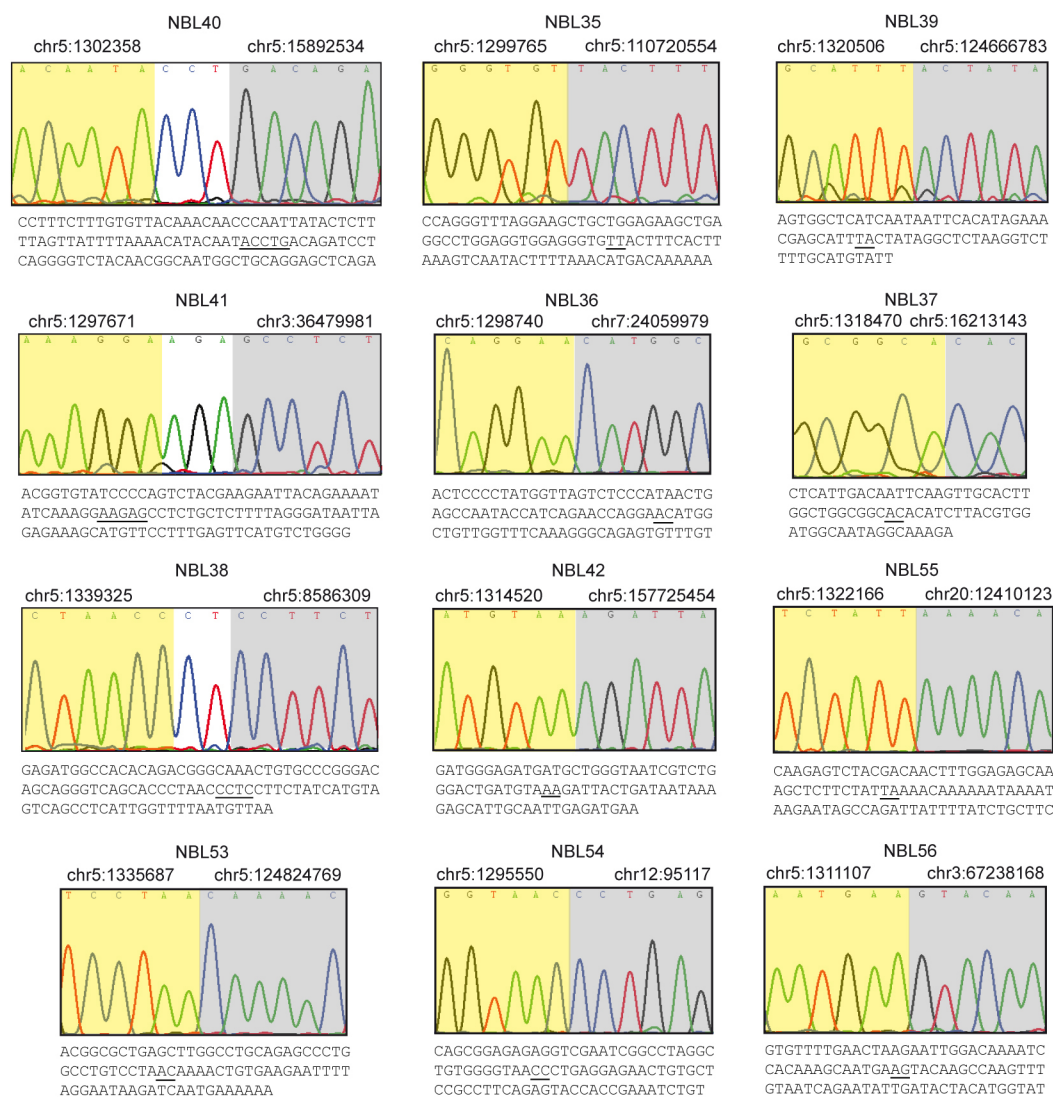 NBL40
chr5:1302358 chr5:15892534
A C A A T A C C T G A C A G A
CCTTTCTTTGTGTTACAAACAACCCAATTATACTCTT
TTAGTTATTTTAAAACATACAATACCTGACAGATCCT
CAGGGGTCTACAACGGCAATGGCTGCAGGAGCTCAGA
NBL35
chr5:1299765 chr5:110720554
G G G T G T T A C T T T
CCAGGGTTTAGGAAGCTGCTGGAGAAGCTGA
GGCCTGGAGGTGGAGGGTGTTACTTTCACTT
AAAGTCAATACTTTTAAACATGACAAAAAA
NBL39
chr5:1320506 chr5:124666783
G C A T T T A C T A T A
AGTGGCTCATCAATAATTCACATAGAAA
CGAGCATTTACTATAGGCTCTAAGGTCT
TTTGCATGTATT
NBL41
chr5:1297671 chr3:36479981
A A A G G A A G A G C C T C T
ACGGTGTATCCCCAGTCTACGAAGAATTACAGAAAAT
ATCAAAGGAAGAGCCTCTGCTCTTTTAGGGATAATTA
GAGAAAGCATGTTCCTTTGAGTTCATGTCTGGGG
NBL36
chr5:1298740 chr7:24059979
C A G G A A C A T G G C
ACTCCCCTATGGTTAGTCTCCCATAACTG
AGCCAATACCATCAGAACCAGGAACATGG
CTGTTGGTTTCAAAGGGCAGAGTGTTTGT
NBL37
chr5:1318470 chr5:16213143
G C G G C A C A C
CTCATTGACAATTCAAGTTGCACTT
GGCTGGCGGCACACATCTTACGTGG
ATGGCAATAGGCAAAGA
NBL38
chr5:1339325 chr5:8586309
C T A A C C C T C C T T C T
GAGATGGCCACACAGACGGGCAAACTGTGCCCGGGAC
AGCAGGGTCAGCACCCTAACCCTCCTTCTATCATGTA
GTCAGCCTCATTGGTTTTAATGTTAA
NBL42
chr5:1314520 chr5:157725454
A T G T A A A G A T T A
GATGGGAGATGATGCTGGGTAATCGTCTG
GGACTGATGTAAAGATTACTGATAATAAA
GAGCATTGCAATTGAGATGAA
NBL55
chr5:1322166 chr20:12410123
T C T A T T A A A A C A
CAAGAGTCTACGACAACTTTGGAGAGCAA
AGCTCTTCTATTAAAACAAAAAATAAAAT
AAGAATAGCCAGATTATTTTATCTGCTTC
NBL53
chr5:1335687 chr5:124824769
T C C T A A C A A A A C
ACGGCGCTGAGCTTGGCCTGCAGAGCCCTG
GCCTGTCCTAACAAAACTGTGAAGAATTTT
AGGAATAAGATCAATGAAAAAA
NBL54
chr5:1295550 chr12:95117
G G T A A C C C T G A G
CAGCGGAGAGAGGTCGAATCGGCCTAGGC
TGTGGGGTAACCCTGAGGAGAACTGTGCT
CCGCCTTCAGAGTACCACCGAAATCTGT
NBL56
chr5:1311107 chr3:67238168
A A T G A A G T A C A A
GTGTTTTGAACTAAGAATTGGACAAAATC
CACAAAGCAATGAAGTACAAGCCAAGTTT
GTAATCAGAATATTGATACTACATGGTAT